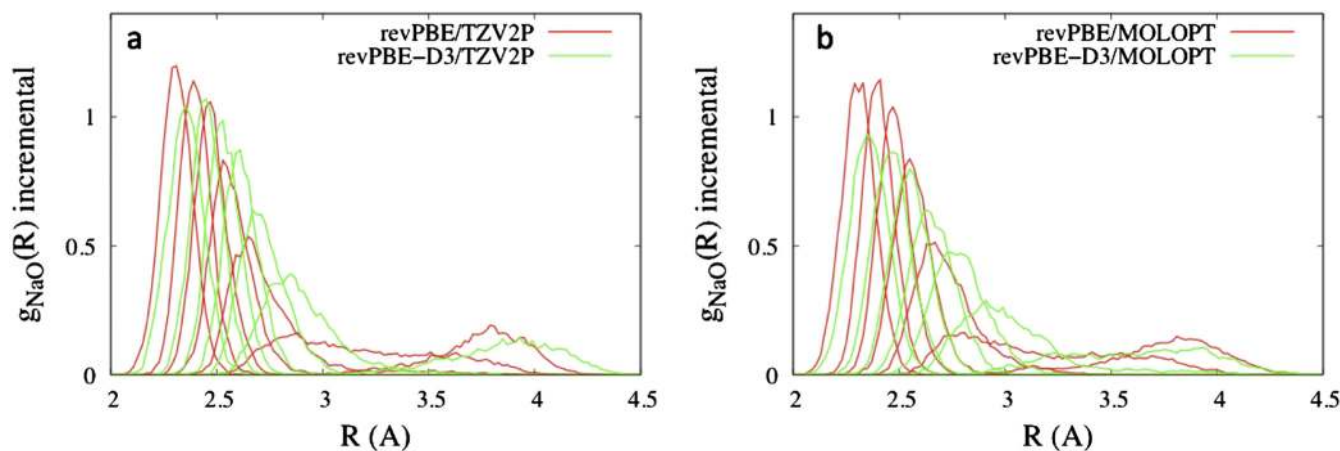 a
revPBE/TZV2P
revPBE-D3/TZV2P
gNaO(R) incremental
1
0.5
0
2 2.5 3 3.5 4 4.5
R (A)
b
revPBE/MOLOPT
revPBE-D3/MOLOPT
gNaO(R) incremental
1
0.5
0
2 2.5 3 3.5 4 4.5
R (A)